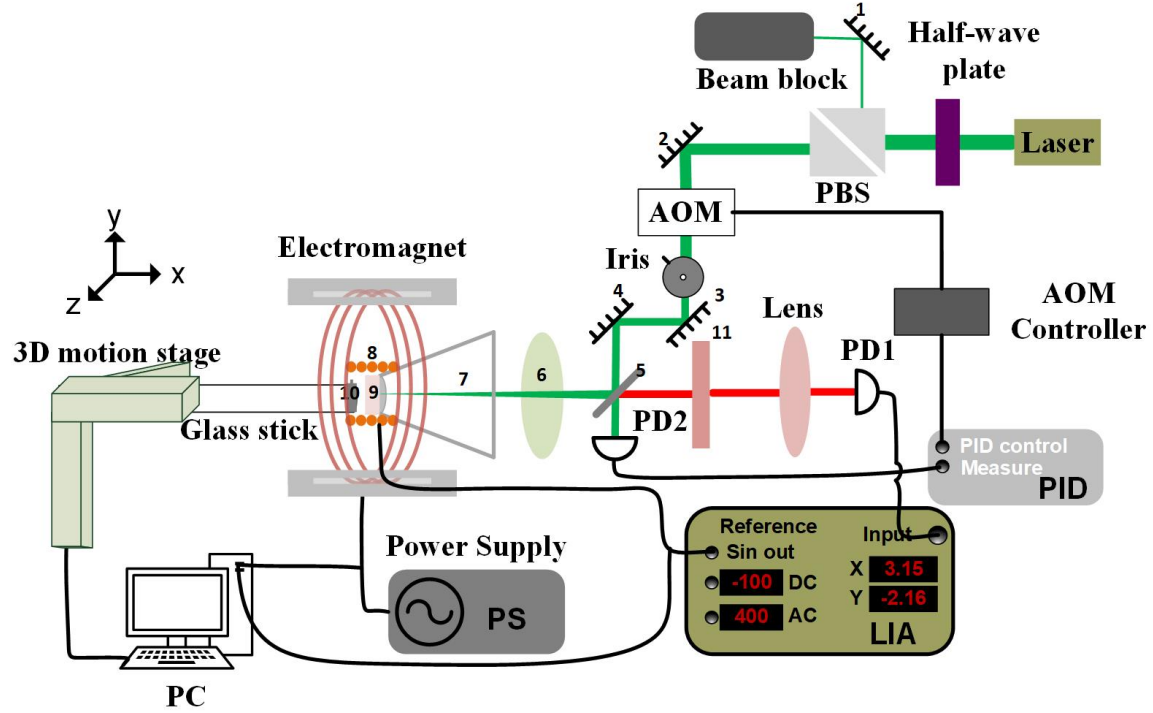 1
Beam block
Half-wave
plate
Laser
2
PBS
AOM
Iris
Electromagnet
y
x
z
4
3
11
Lens
AOM
Controller
3D motion stage
8
7
6
5
PD1
10
9
PD2
Glass stick
PID control
Measure
PID
Reference
Input
Sin out
X 3.15
-100 DC
Y -2.16
400 AC
LIA
Power Supply
PS
PC